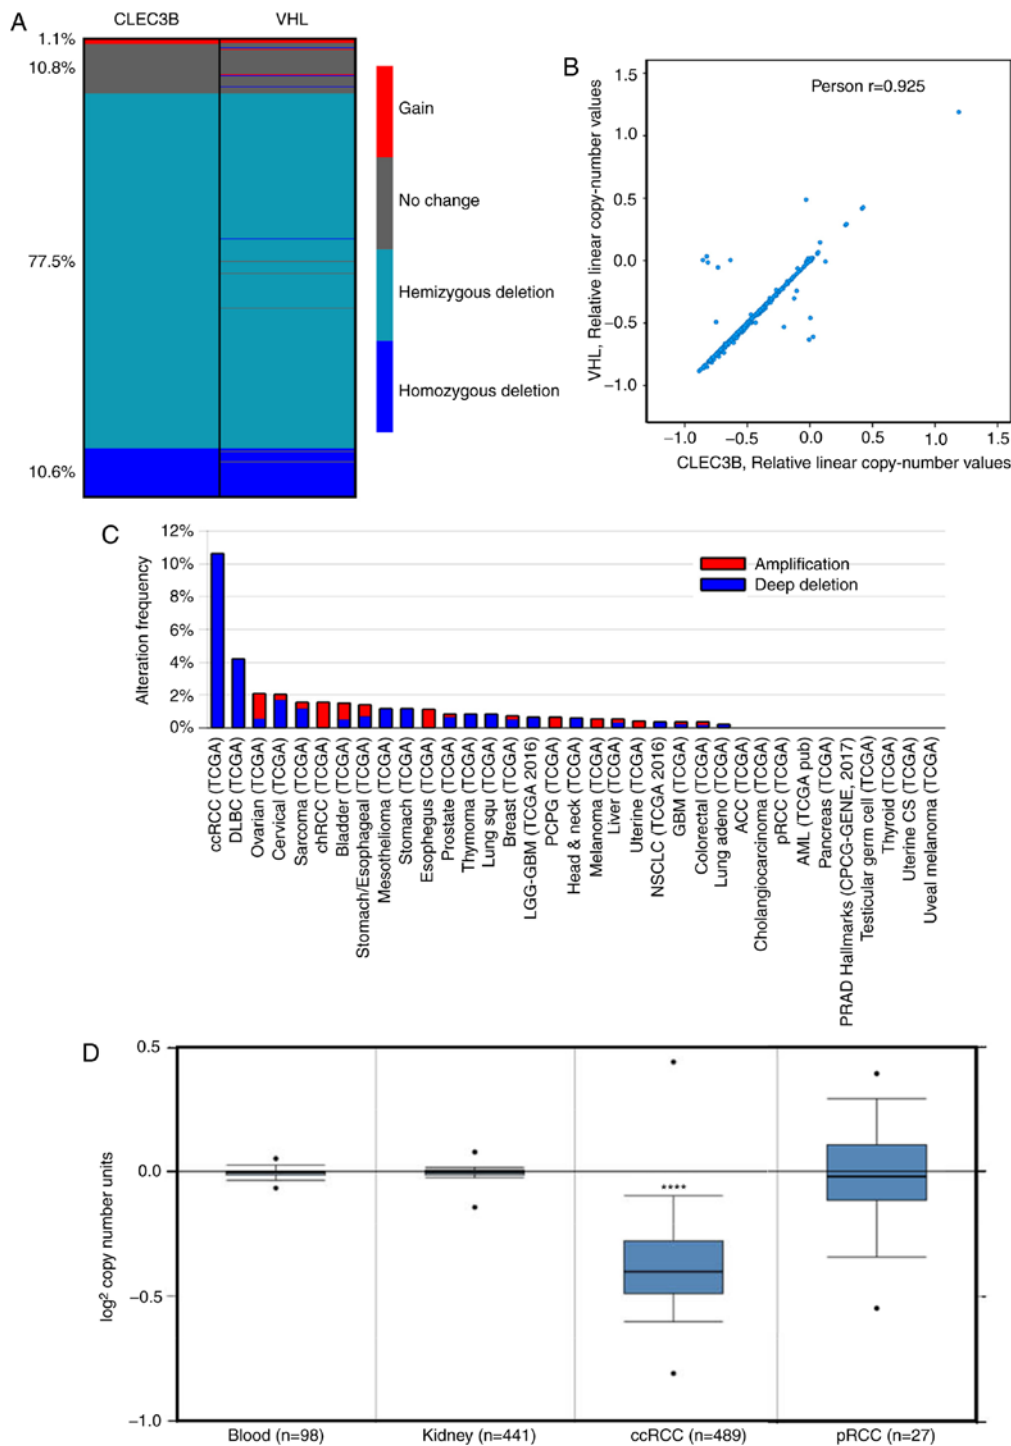 A
CLEC3B VHL
1.1%
10.8%
77.5%
10.6%
Gain
No change
Hemizygous deletion
Homozygous deletion
B
Person r=0.925
VHL, Relative linear copy-number values
1.5
1.0
0.5
0.0
−0.5
−1.0
−1.0 −0.5 0.0 0.5 1.0 1.5
CLEC3B, Relative linear copy-number values
C
Alteration frequency
12%
10%
8%
6%
4%
2%
0%
Amplification
Deep deletion
ccRCC (TCGA)
DLBC (TCGA)
Ovarian (TCGA)
Cervical (TCGA)
Sarcoma (TCGA)
chRCC (TCGA)
Bladder (TCGA)
Stomach/Esophageal (TCGA)
Mesothelioma (TCGA)
Stomach (TCGA)
Esophegus (TCGA)
Prostate (TCGA)
Thymoma (TCGA)
Lung squ (TCGA)
Breast (TCGA)
LGG-GBM (TCGA 2016)
PCPG (TCGA)
Head & neck (TCGA)
Melanoma (TCGA)
Liver (TCGA)
Uterine (TCGA)
NSCLC (TCGA 2016)
GBM (TCGA)
Colorectal (TCGA)
Lung adeno (TCGA)
ACC (TCGA)
Cholangiocarcinoma (TCGA)
pRCC (TCGA)
AML (TCGA pub)
Pancreas (TCGA)
PRAD Hallmarks (CPCG-GENE, 2017)
Testicular germ cell (TCGA)
Thyroid (TCGA)
Uterine CS (TCGA)
Uveal melanoma (TCGA)
D
log² copy number units
0.5
0.0
−0.5
−1.0
****
Blood (n=98) Kidney (n=441) ccRCC (n=489) pRCC (n=27)